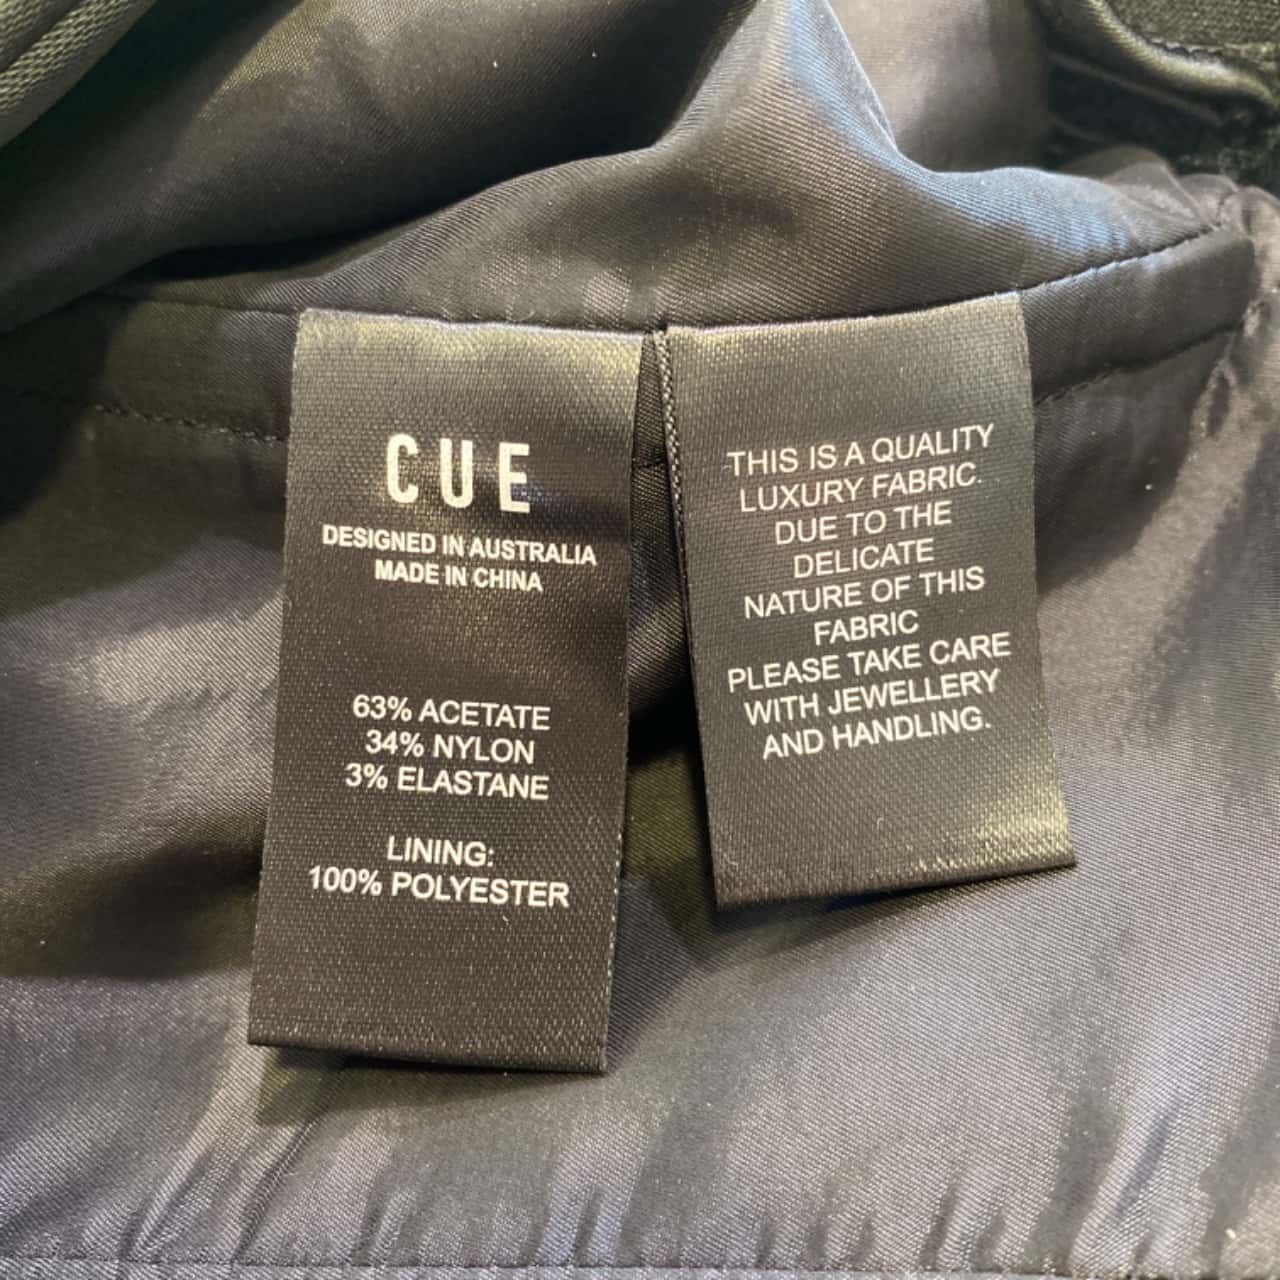 CUE
DESIGNED IN AUSTRALIA
MADE IN CHINA
63% ACETATE
34% NYLON
3% ELASTANE
LINING:
100% POLYESTER
THIS IS A QUALITY
LUXURY FABRIC.
DUE TO THE
DELICATE
NATURE OF THIS
FABRIC
PLEASE TAKE CARE
WITH JEWELLERY
AND HANDLING.